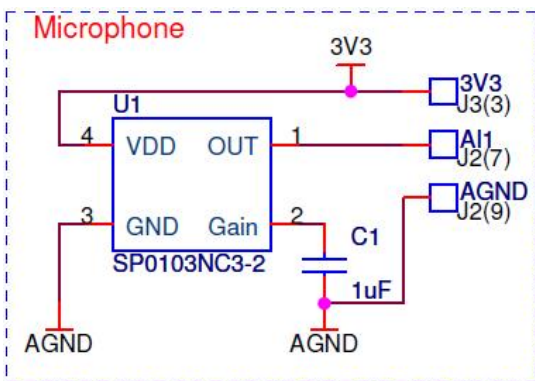 Microphone
3V3
3V3
J3(3)
U1
4 VDD OUT 1
AI1
J2(7)
AGND
J2(9)
3 GND Gain 2
C1
SP0103NC3-2
1uF
AGND AGND